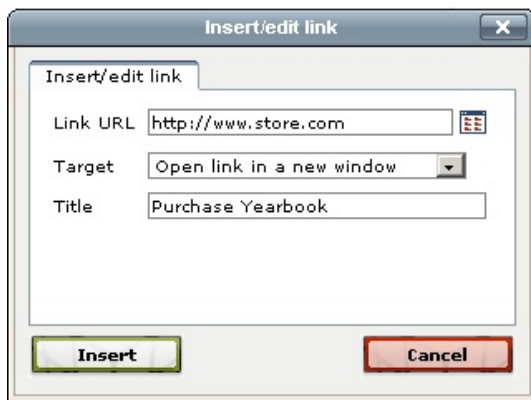 Insert/edit link
Insert/edit link
Link URL http://www.store.com
Target Open link in a new window
Title Purchase Yearbook
Insert Cancel